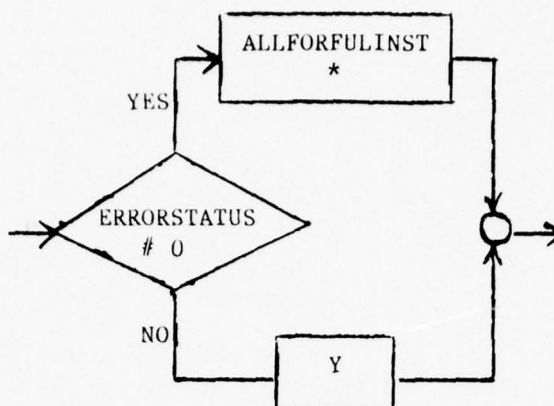 ALLFORFULINST
*
YES
ERRORSTATUS
# 0
NO
Y